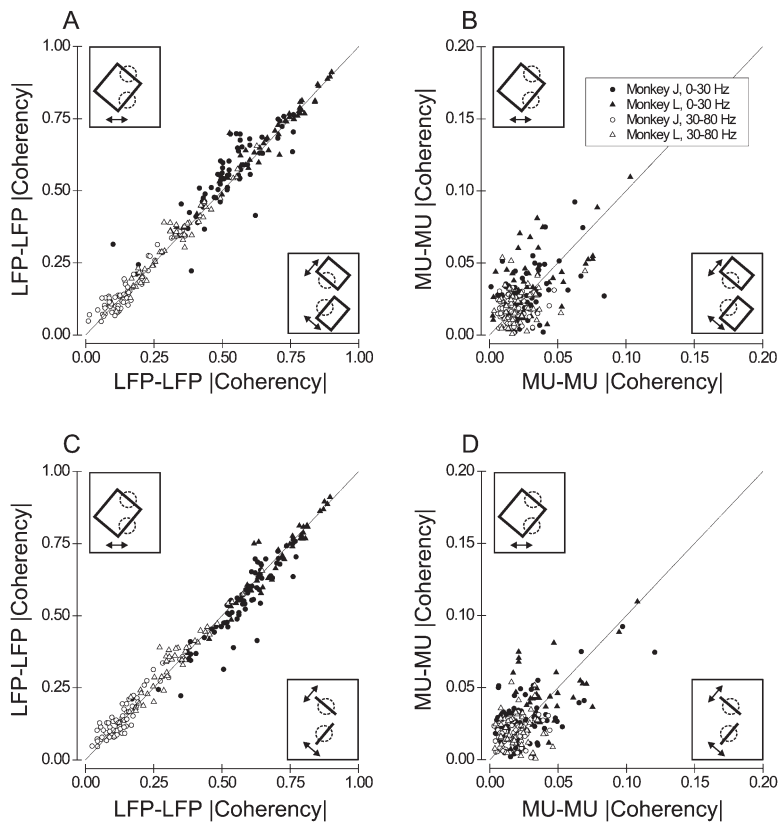 A
1.00
0.75
0.50
0.25
0.00
LFP-LFP |Coherency|
0.00 0.25 0.50 0.75 1.00
LFP-LFP |Coherency|
B
0.20
0.15
0.10
0.05
0.00
MU-MU |Coherency|
Monkey J, 0-30 Hz
Monkey L, 0-30 Hz
Monkey J, 30-80 Hz
Monkey L, 30-80 Hz
0.00 0.05 0.10 0.20
MU-MU |Coherency|
C
1.00
0.75
0.50
0.25
0.00
LFP-LFP |Coherency|
0.00 0.25 0.50 0.75 1.00
LFP-LFP |Coherency|
D
0.20
0.15
0.10
0.05
0.00
MU-MU |Coherency|
0.00 0.05 0.10 0.20
MU-MU |Coherency|